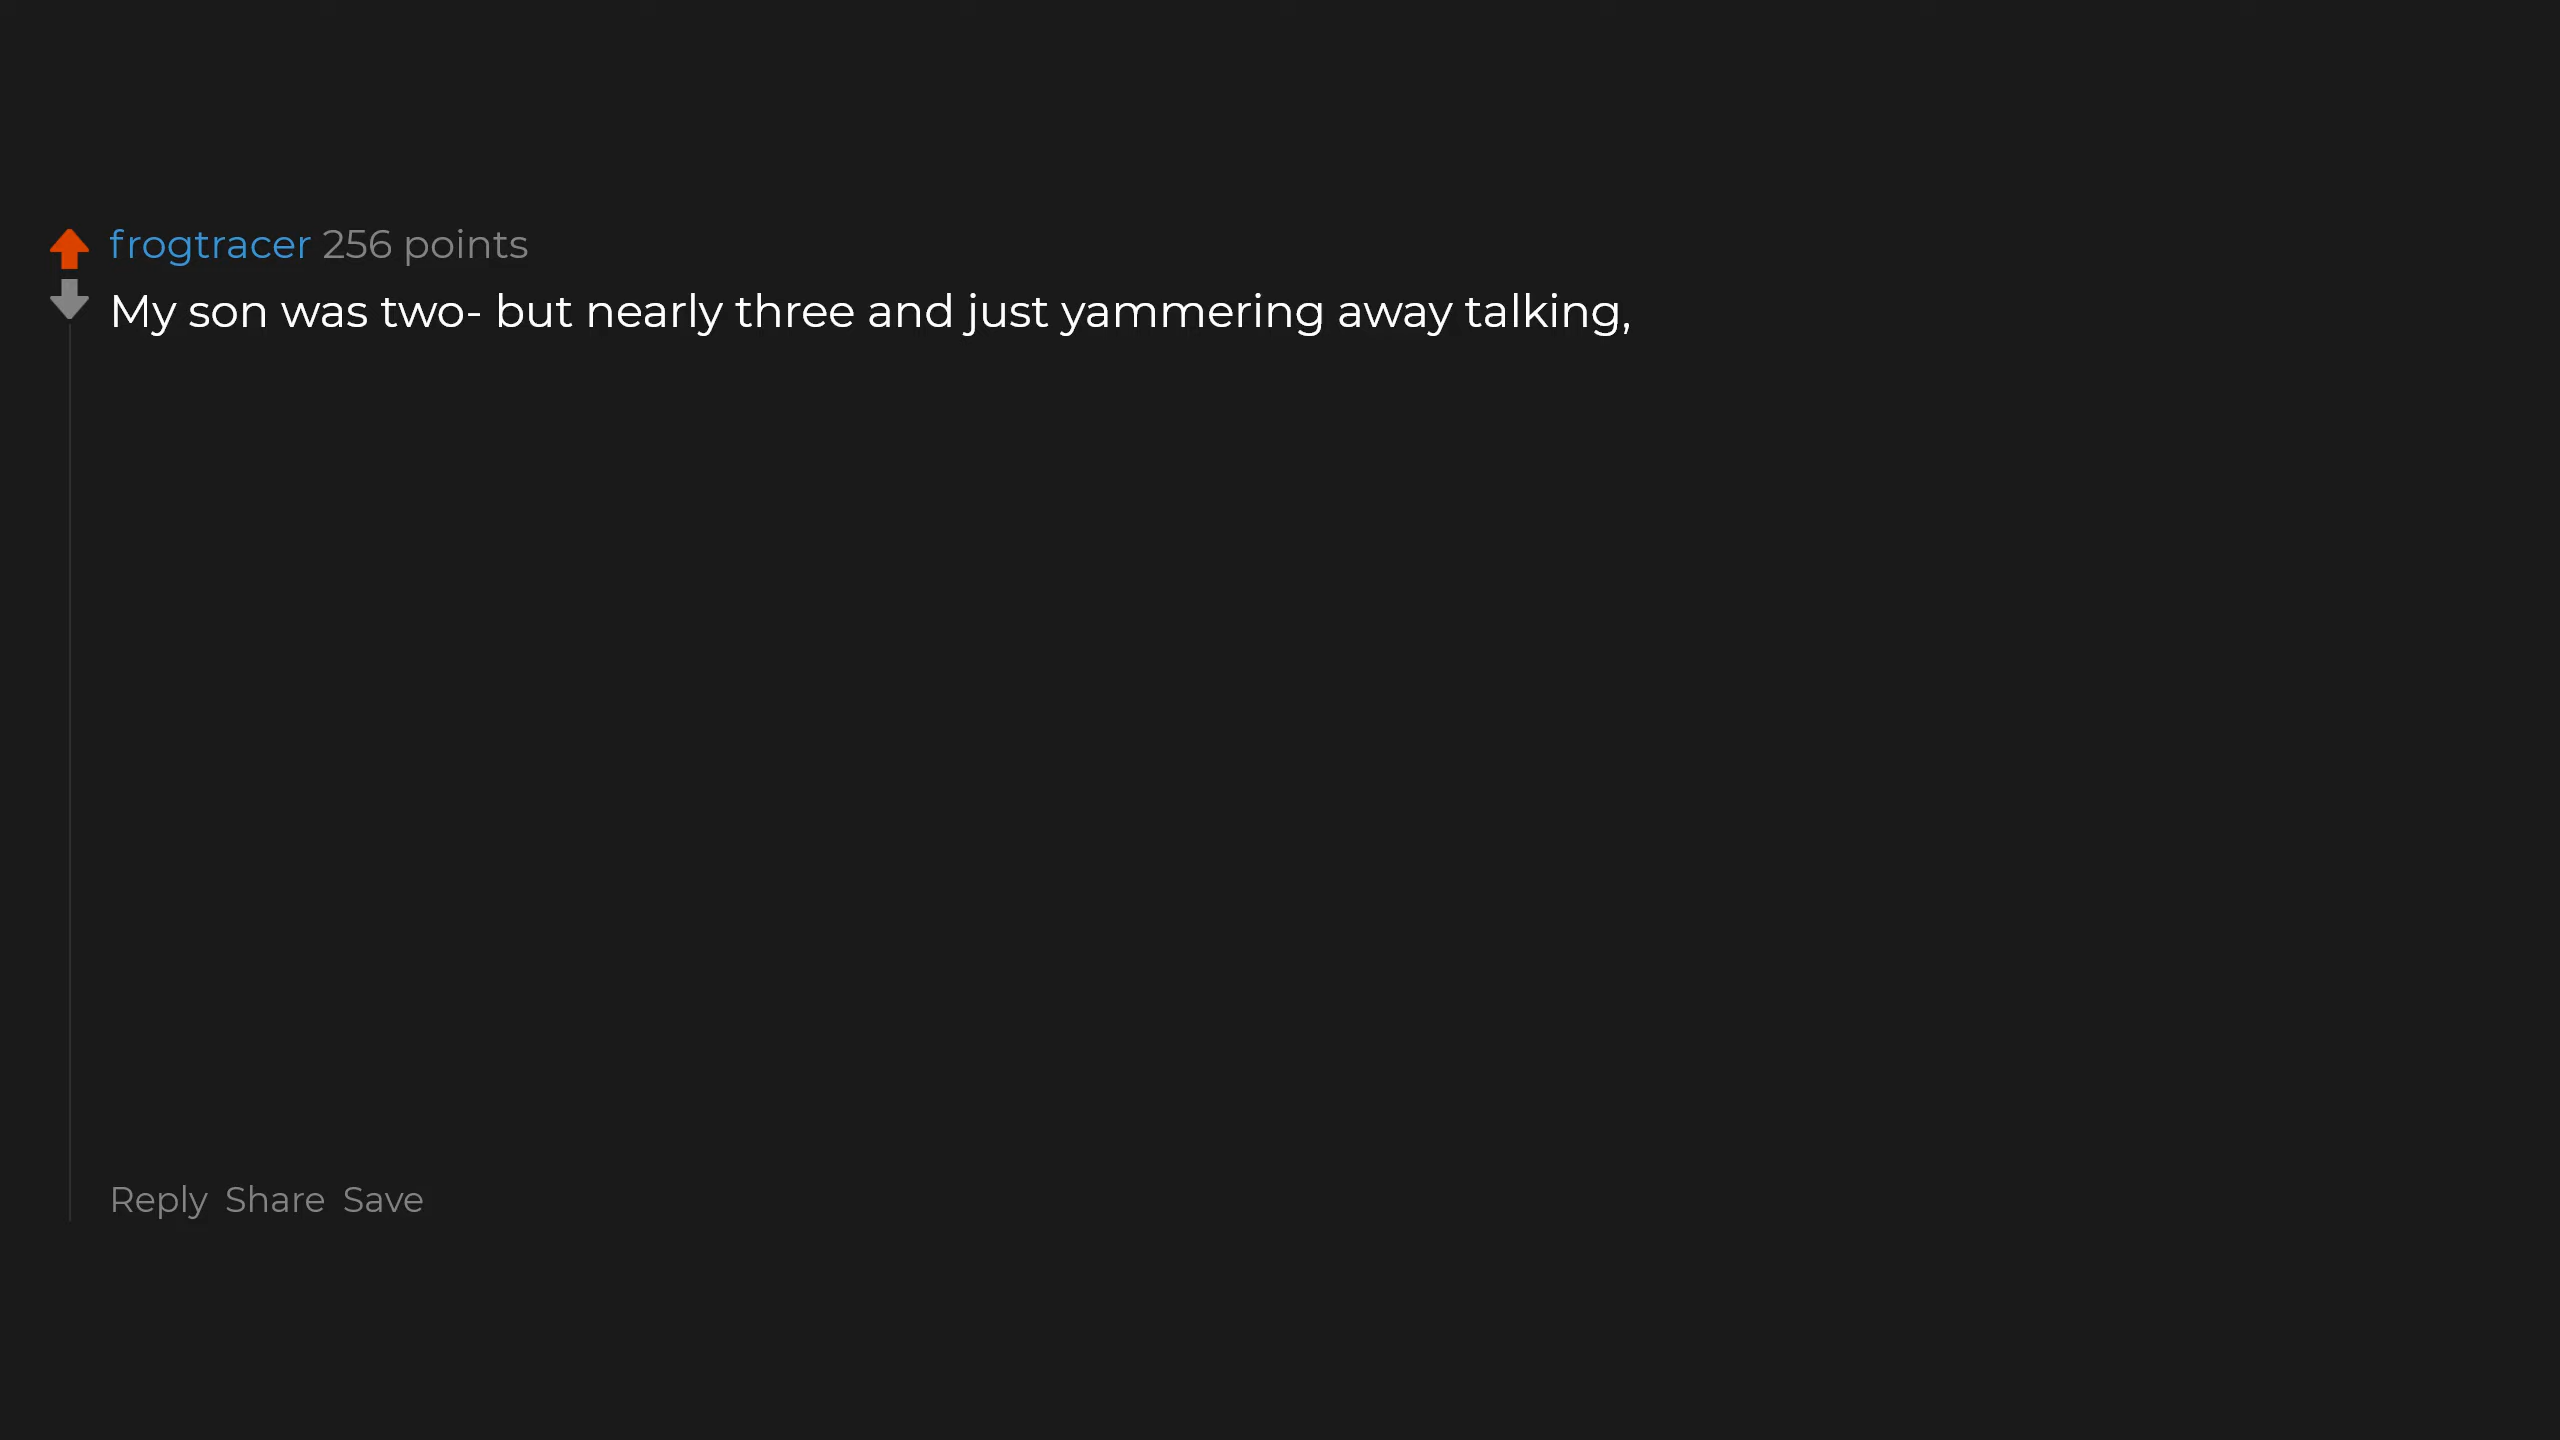 frogtracer 256 points
My son was two- but nearly three and just yammering away talking,
Reply Share Save